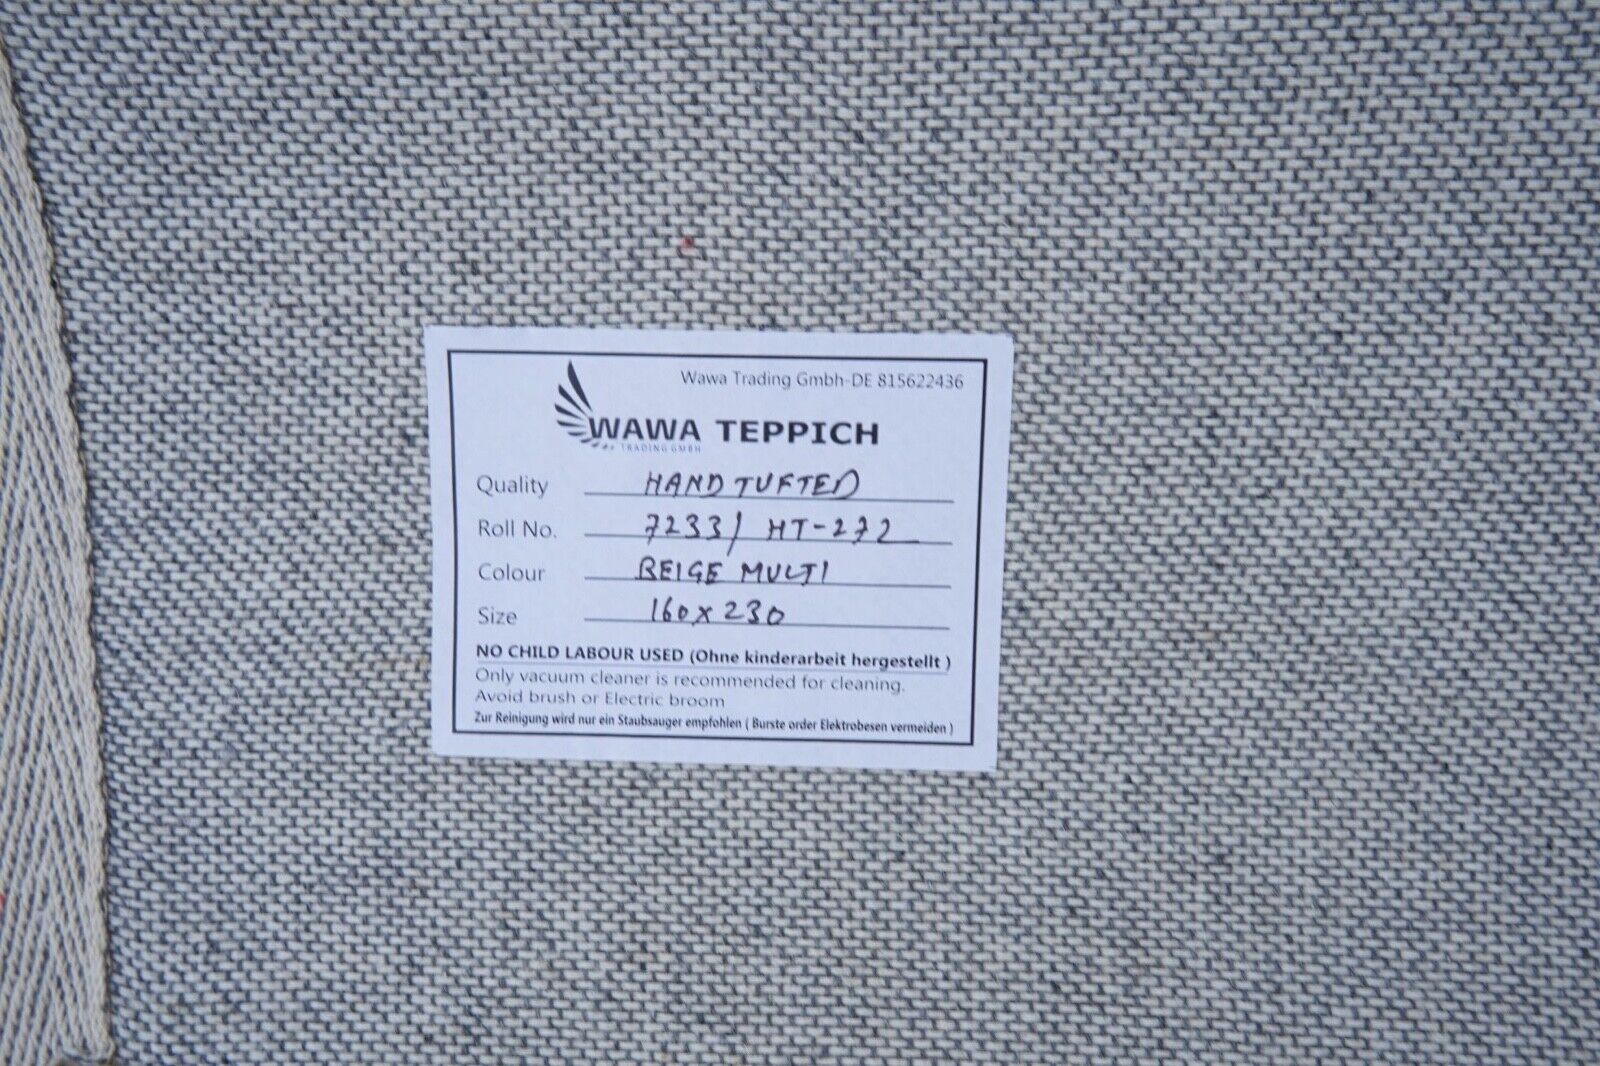 Wawa Trading Gmbh-DE 815622436
WAWA TEPPICH
TRADING GMBH
Quality HAND TUFTED
Roll No. 7233/ HT-272
Colour BEIGE MULTI
Size 160X230
NO CHILD LABOUR USED (Ohne kinderarbeit hergestellt )
Only vacuum cleaner is recommended for cleaning.
Avoid brush or Electric broom
Zur Reinigung wird nur ein Staubsauger empfohlen ( Burste order Elektrobesen vermeiden )